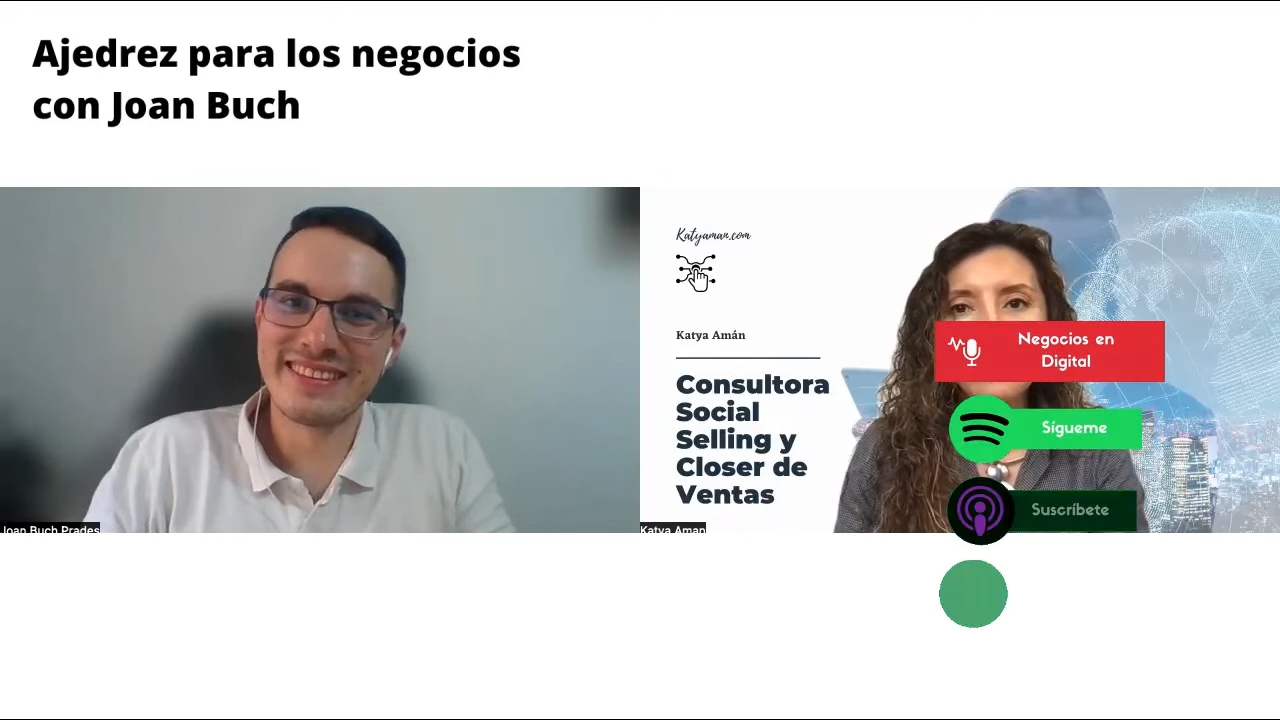 Ajedrez para los negocios
con Joan Buch
Katyaman.com
Katya Amán
Consultora
Social
Selling y
Closer de
Ventas
Negocios en
Digital
Sígueme
Suscríbete
Joan Buch Prades
Katya Aman